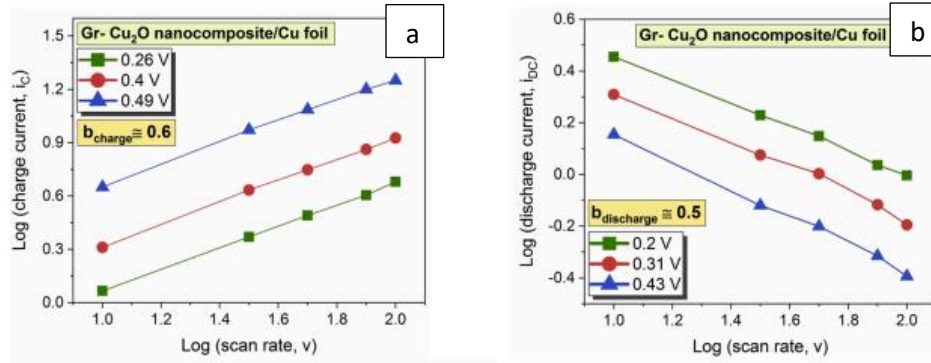 a
Gr- Cu₂O nanocomposite/Cu foil
0.26 V
0.4 V
0.49 V
b_charge ≅ 0.6
Log (charge current, i_C)
1.5
1.2
0.9
0.6
0.3
0.0
1.0 1.2 1.4 1.6 1.8 2.0
Log (scan rate, v)
b
Gr- Cu₂O nanocomposite/Cu foil
b_discharge ≅ 0.5
0.2 V
0.31 V
0.43 V
Log (discharge current, i_DC)
0.6
0.4
0.2
0.0
-0.2
-0.4
1.0 1.2 1.4 1.6 1.8 2.0
Log (scan rate, v)